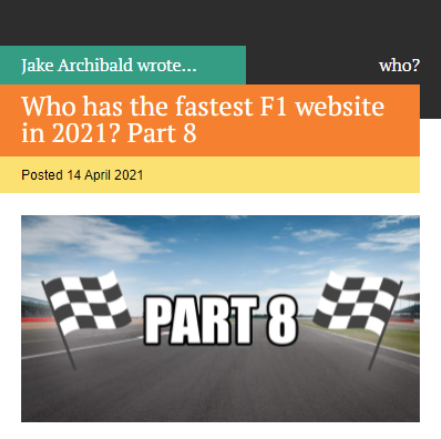 Jake Archibald wrote...
who?
Who has the fastest F1 website
in 2021? Part 8
Posted 14 April 2021
PART 8